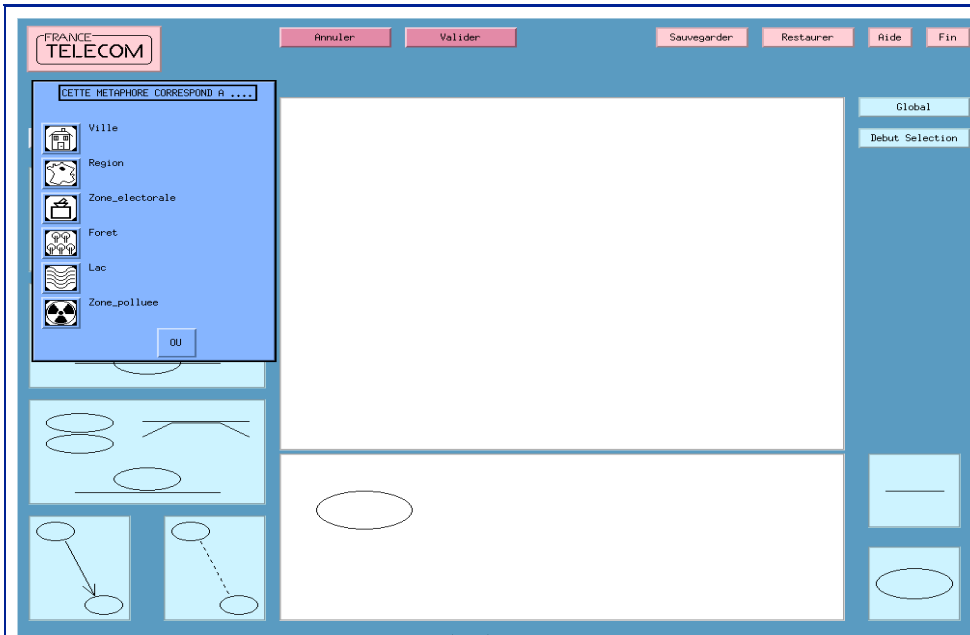 FRANCE
TELECOM
Annuler
Valider
Sauvegarder
Restaurer
Aide
Fin
CETTE METAPHORE CORRESPOND A ....
Ville
Region
Zone_electorale
Foret
Lac
Zone_polluee
OU
Global
Debut Selection